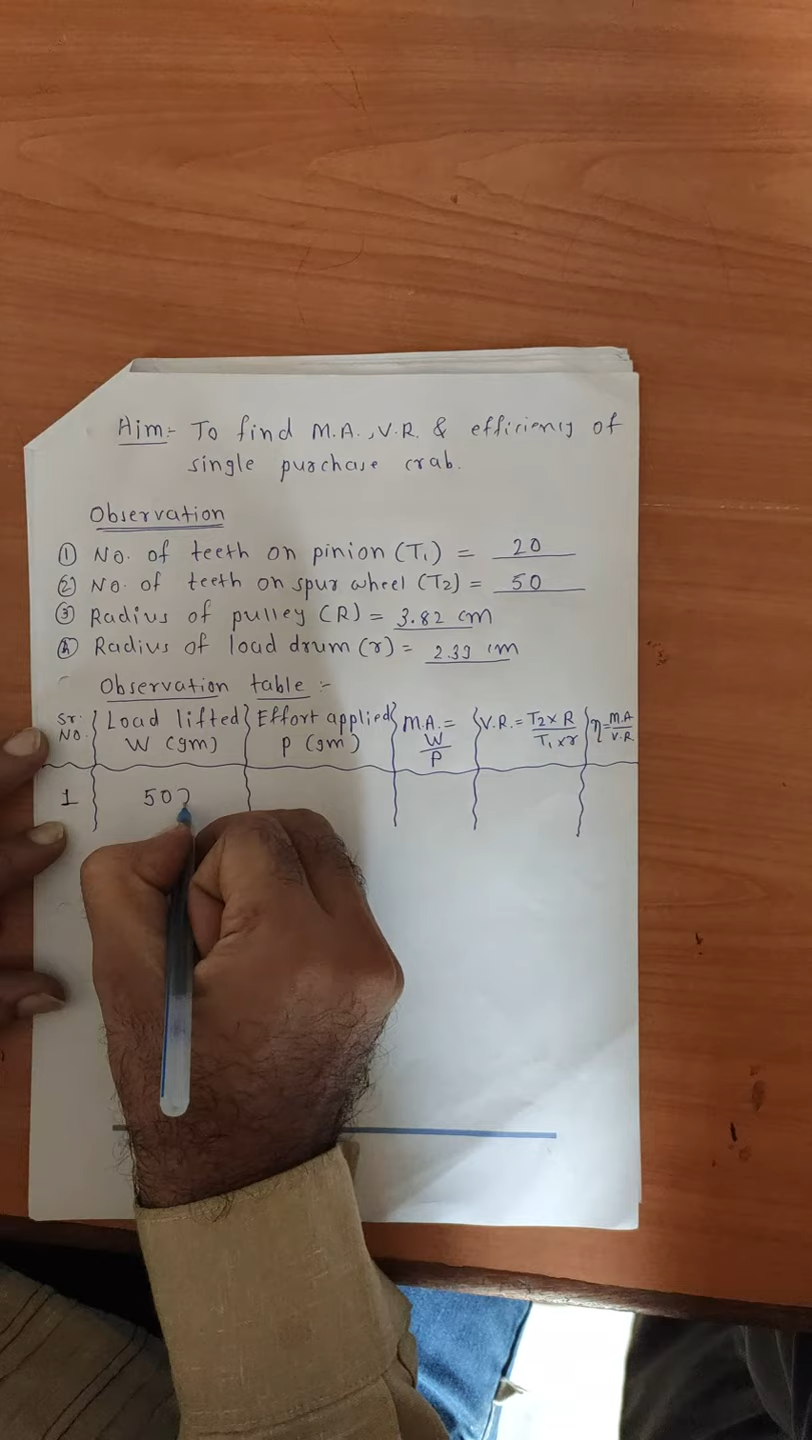 Aim:- To find M.A., V.R. & efficiency of
single purchase crab.
Observation
① No. of teeth on pinion (T1) = 20
② No. of teeth on spur wheel (T2) = 50
③ Radius of pulley (R) = 3.82 cm
④ Radius of load drum (r) = 2.39 cm
Observation table :-
Sr. No. Load lifted W (gm) Effort applied P (gm) M.A. = W/P V.R. = T2 x R / T1 x r η = M.A / V.R.
1 50